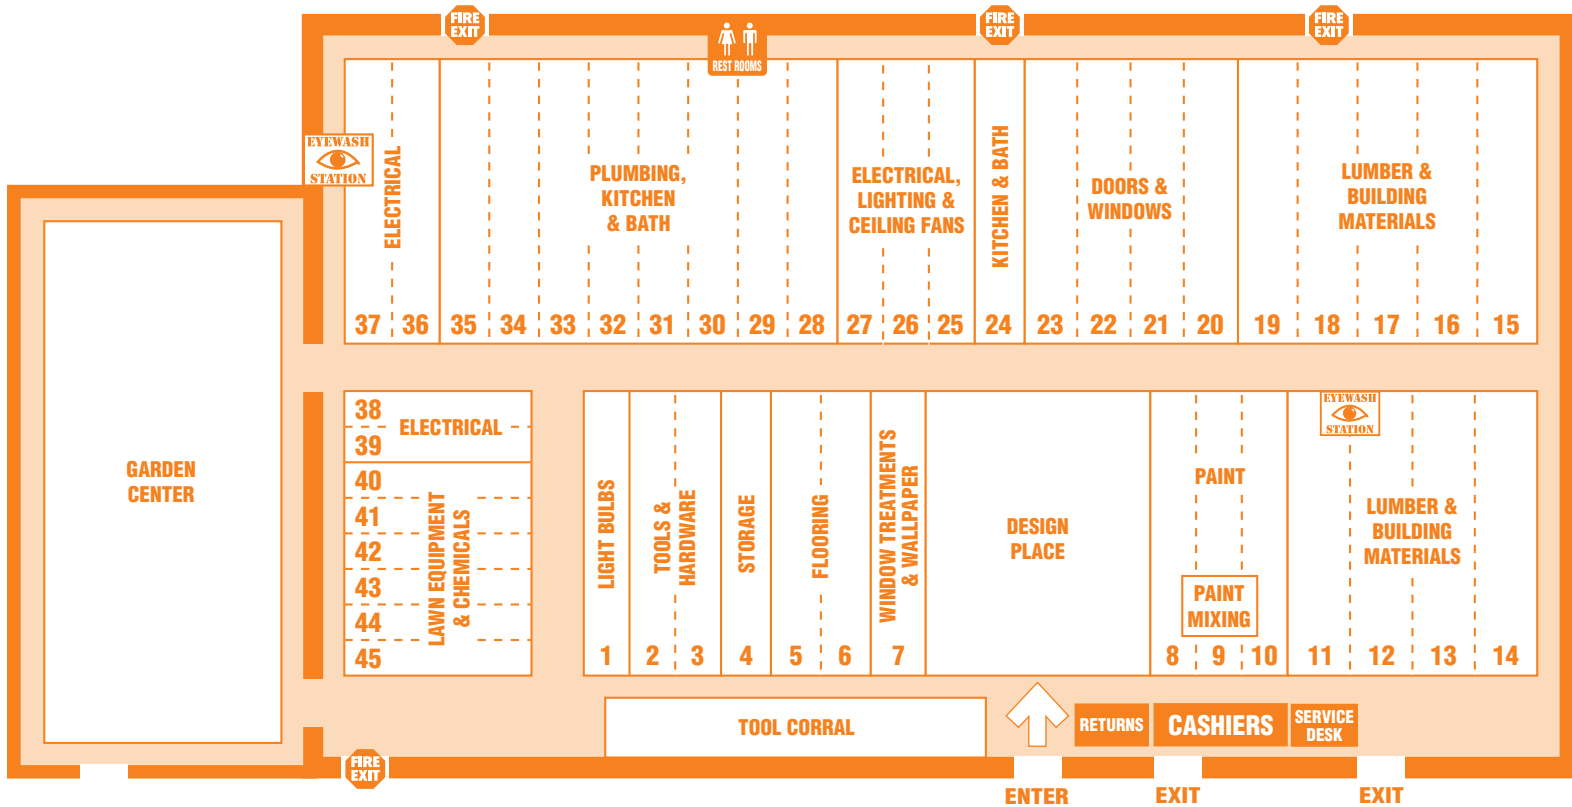 FIRE
EXIT
FIRE
EXIT
FIRE
EXIT
REST ROOMS
EYEWASH
STATION
ELECTRICAL
PLUMBING,
KITCHEN
& BATH
ELECTRICAL,
LIGHTING &
CEILING FANS
KITCHEN & BATH
DOORS &
WINDOWS
LUMBER &
BUILDING
MATERIALS
37 36 35 34 33 32 31 30 29 28 27 26 25 24 23 22 21 20 19 18 17 16 15
GARDEN
CENTER
38
39
ELECTRICAL
40
41
42
43
44
45
LAWN EQUIPMENT
& CHEMICALS
LIGHT BULBS
TOOLS &
HARDWARE
STORAGE
FLOORING
WINDOW TREATMENTS
& WALLPAPER
DESIGN
PLACE
PAINT
PAINT
MIXING
EYEWASH
STATION
LUMBER &
BUILDING
MATERIALS
1 2 3 4 5 6 7 8 9 10 11 12 13 14
TOOL CORRAL
RETURNS
CASHIERS
SERVICE
DESK
FIRE
EXIT
ENTER
EXIT
EXIT